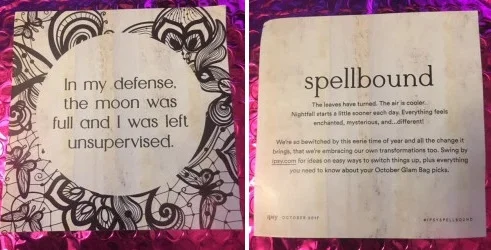 In my defense,
the moon was
full and I was left
unsupervised.
spellbound
The leaves have turned. The air is cooler.
Nightfall starts a little sooner each day. Everything feels
enchanted, mysterious, and...different!
We're so bewitched by this eerie time of year and all the change it
brings, that we're embracing our own transformations too. Swing by
ipsy.com for ideas on easy ways to switch things up, plus everything
you need to know about your October Glam Bag picks.
ipsy OCTOBER 2017
#IPSYSPELLBOUND